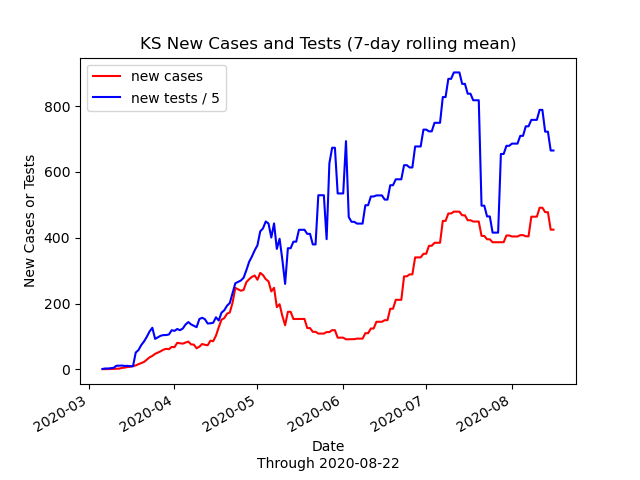 KS New Cases and Tests (7-day rolling mean)
new cases
new tests / 5
New Cases or Tests
800
600
400
200
0
2020-03
2020-04
2020-05
2020-06
2020-07
2020-08
Date
Through 2020-08-22